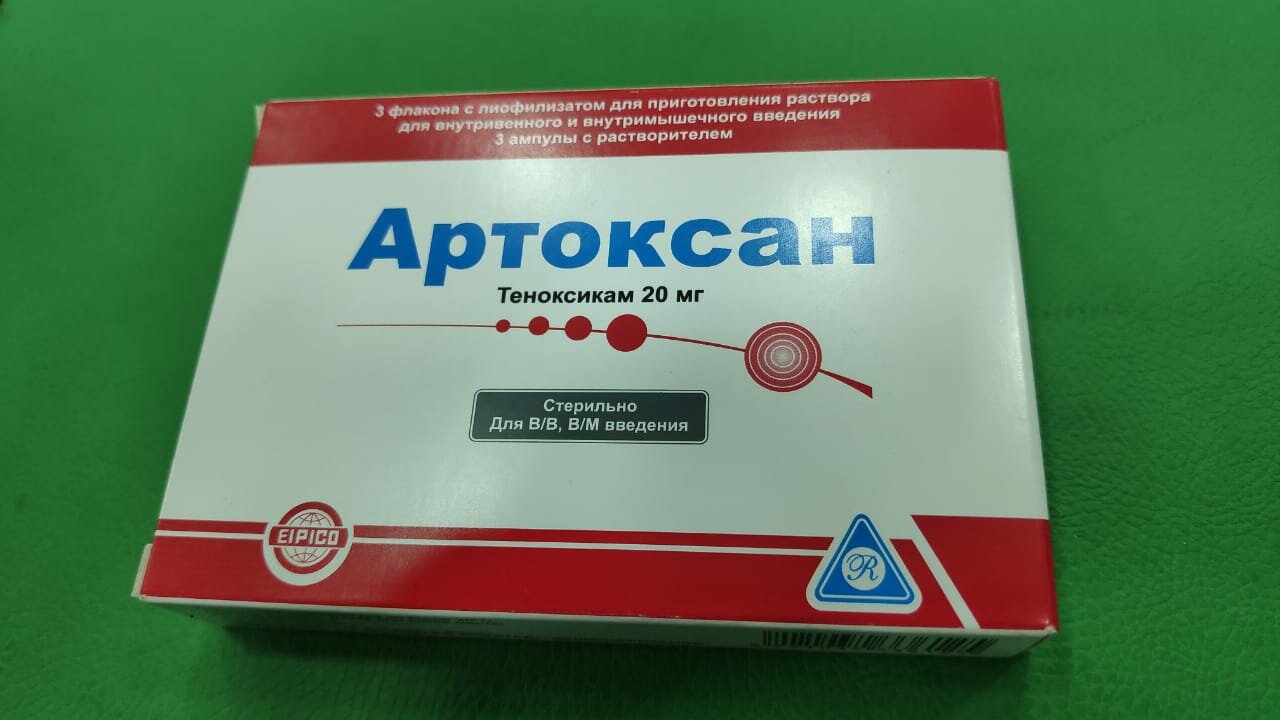 3 флакона с лиофилизатом для приготовления раствора
для внутривенного и внутримышечного введения
3 ампулы с растворителем
Артоксан
Теноксикам 20 мг
Стерильно
Для В/В, В/М введения
EIPICO
R